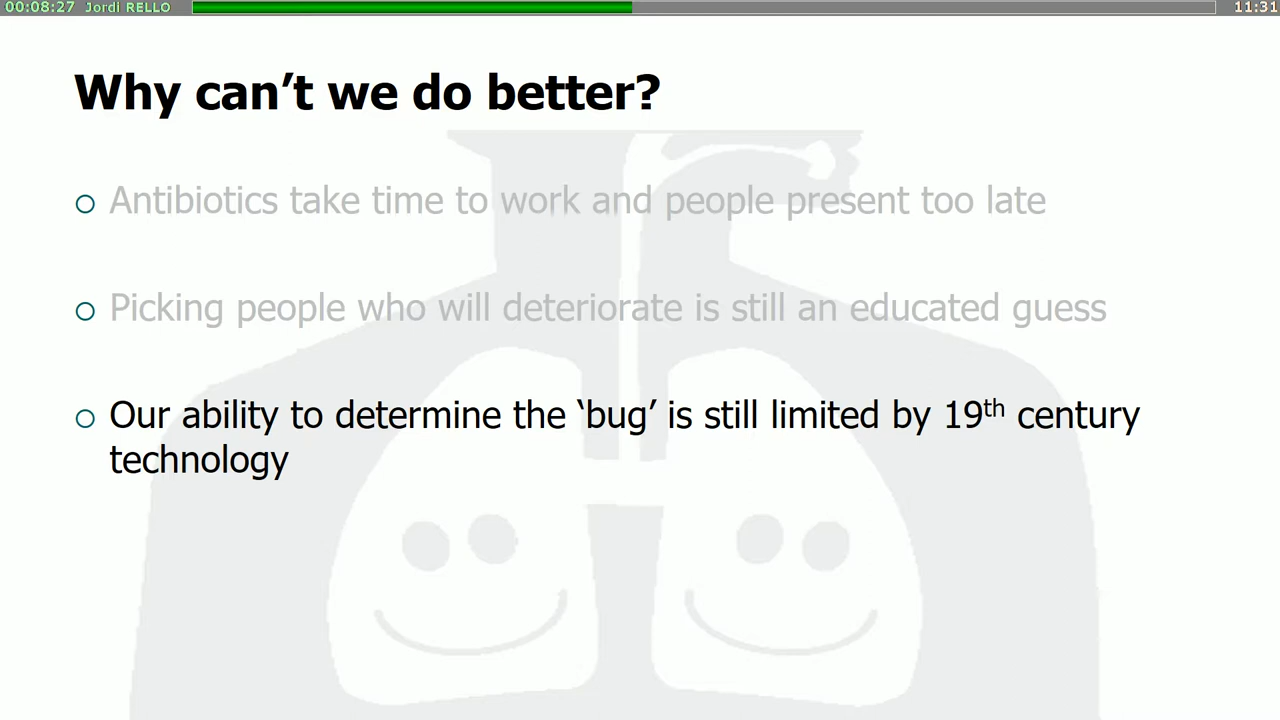 00:08:27 Jordi RELLO 11:31
Why can’t we do better?
Antibiotics take time to work and people present too late
Picking people who will deteriorate is still an educated guess
Our ability to determine the ‘bug’ is still limited by 19th century
technology